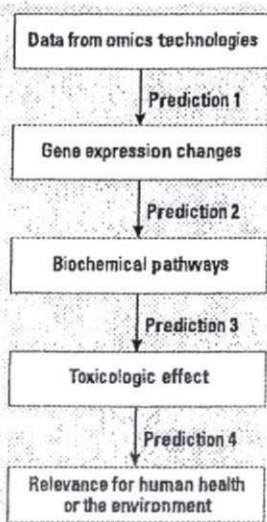 Data from omics technologies
Prediction 1
Gene expression changes
Prediction 2
Biochemical pathways
Prediction 3
Toxicologic effect
Prediction 4
Relevance for human health
or the environment